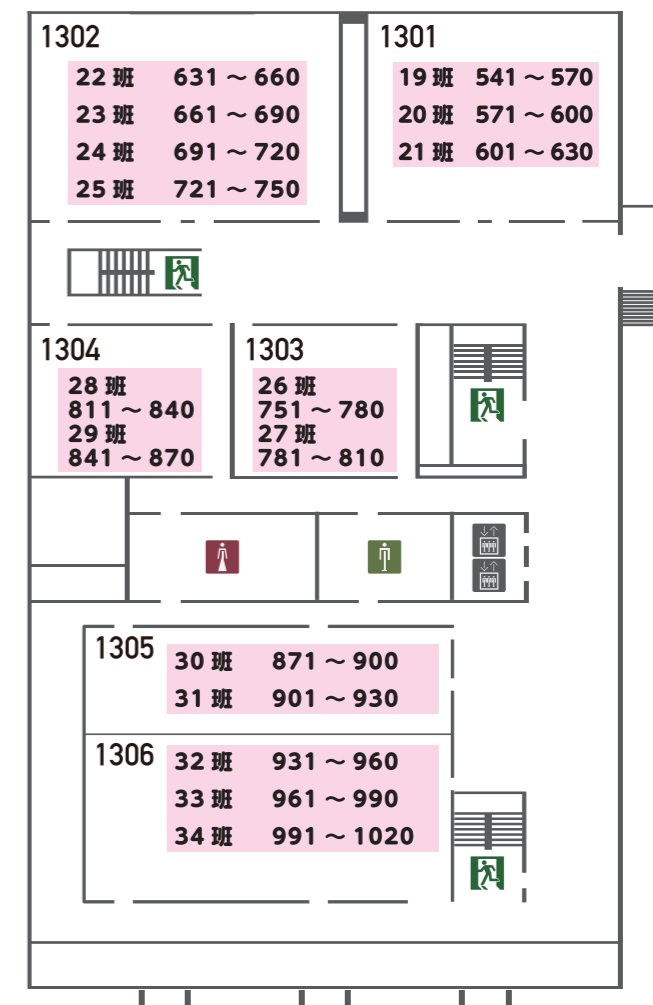 1302
22 班 631 ～ 660
23 班 661 ～ 690
24 班 691 ～ 720
25 班 721 ～ 750
1301
19 班 541 ～ 570
20 班 571 ～ 600
21 班 601 ～ 630
1304
28 班
811 ～ 840
29 班
841 ～ 870
1303
26 班
751 ～ 780
27 班
781 ～ 810
1305
30 班 871 ～ 900
31 班 901 ～ 930
1306
32 班 931 ～ 960
33 班 961 ～ 990
34 班 991 ～ 1020